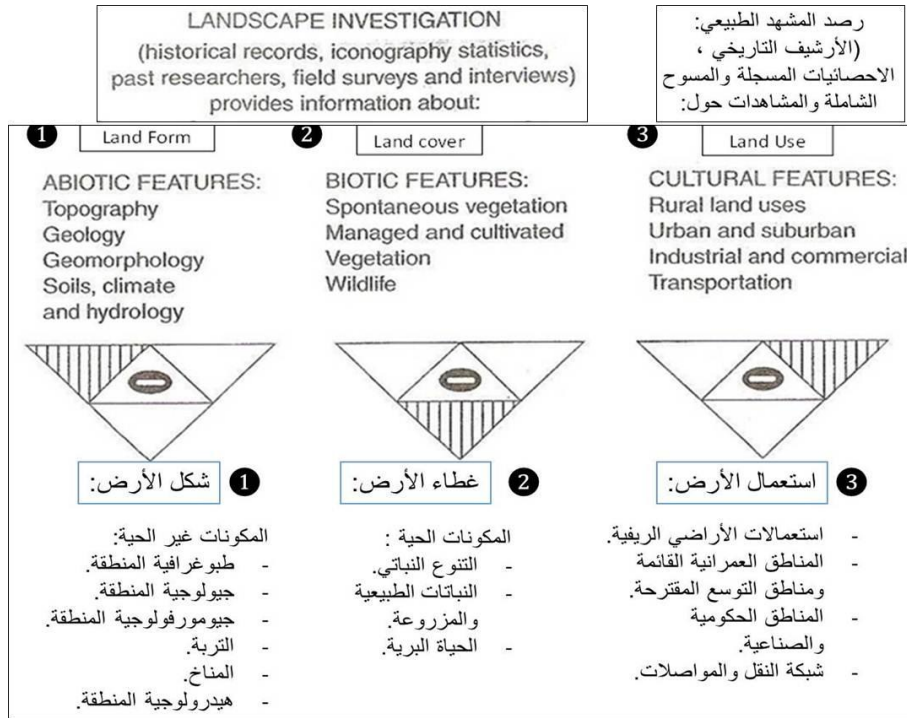 LANDSCAPE INVESTIGATION
(historical records, iconography statistics,
past researchers, field surveys and interviews)
provides information about:
رصد المشهد الطبيعي:
(الأرشيف التاريخي ،
الاحصائيات المسجلة والمسوح
الشاملة والمشاهدات حول:
1 Land Form
ABIOTIC FEATURES:
Topography
Geology
Geomorphology
Soils, climate
and hydrology
2 Land cover
BIOTIC FEATURES:
Spontaneous vegetation
Managed and cultivated
Vegetation
Wildlife
3 Land Use
CULTURAL FEATURES:
Rural land uses
Urban and suburban
Industrial and commercial
Transportation
1 شكل الأرض:
المكونات غير الحية:
- طبوغرافية المنطقة.
- جيولوجية المنطقة.
- جيومورفولوجية المنطقة.
- التربة.
- المناخ.
- هيدرولوجية المنطقة.
2 غطاء الأرض:
المكونات الحية :
- التنوع النباتي.
- النباتات الطبيعية
والمزروعة.
- الحياة البرية.
3 استعمال الأرض:
- استعمالات الأراضي الريفية.
- المناطق العمرانية القائمة
ومناطق التوسع المقترحة.
- المناطق الحكومية
والصناعية.
- شبكة النقل والمواصلات.